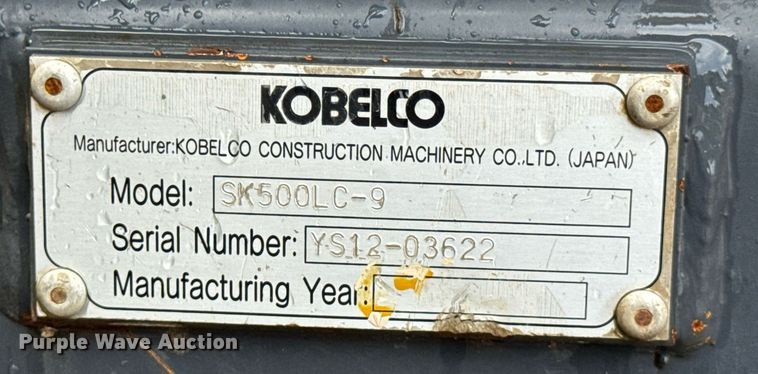 KOBELCO
Manufacturer:KOBELCO CONSTRUCTION MACHINERY CO.,LTD. (JAPAN)
Model: SK500LC-9
Serial Number: YS12-03622
Manufacturing Year:
Purple Wave Auction